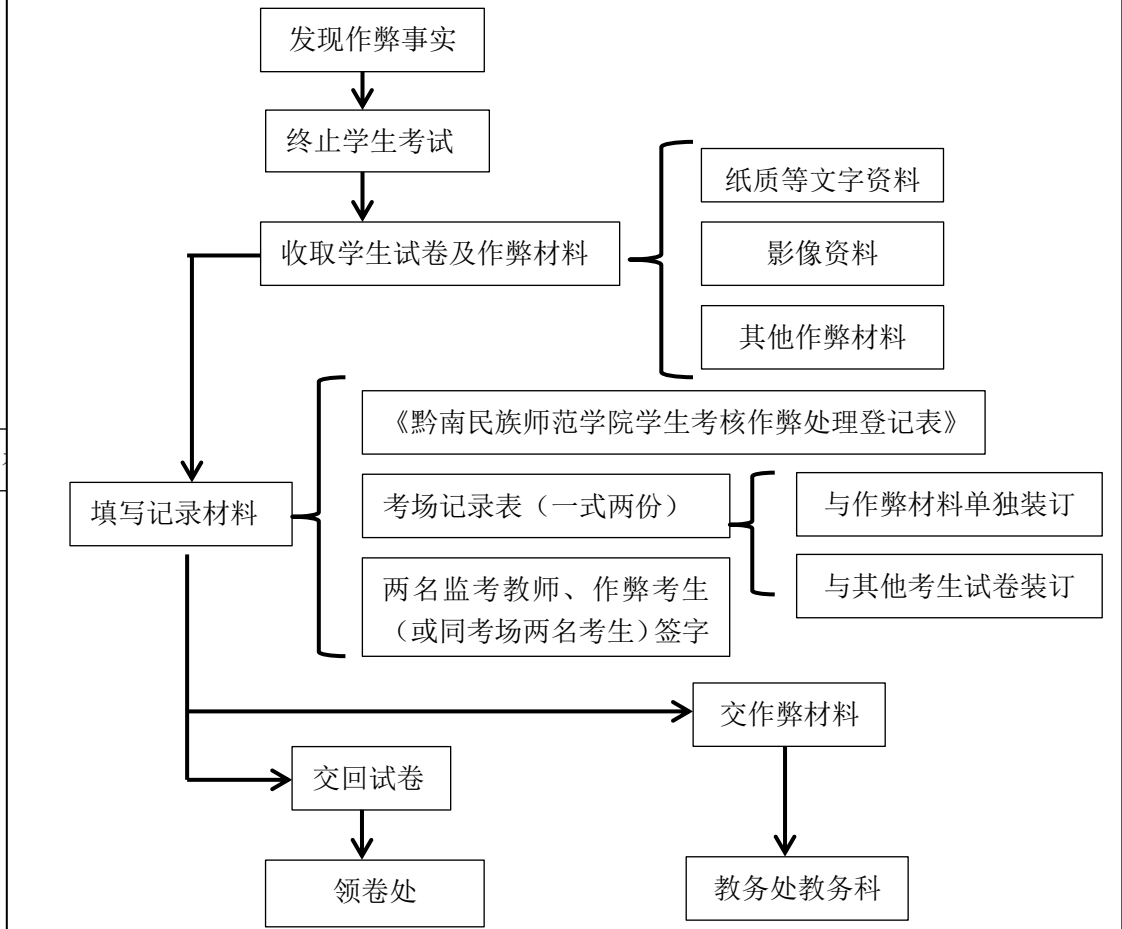 发现作弊事实
终止学生考试
纸质等文字资料
收取学生试卷及作弊材料
影像资料
其他作弊材料
《黔南民族师范学院学生考核作弊处理登记表》
填写记录材料
考场记录表（一式两份）
与作弊材料单独装订
与其他考生试卷装订
两名监考教师、作弊考生
（或同考场两名考生）签字
交作弊材料
交回试卷
领卷处
教务处教务科